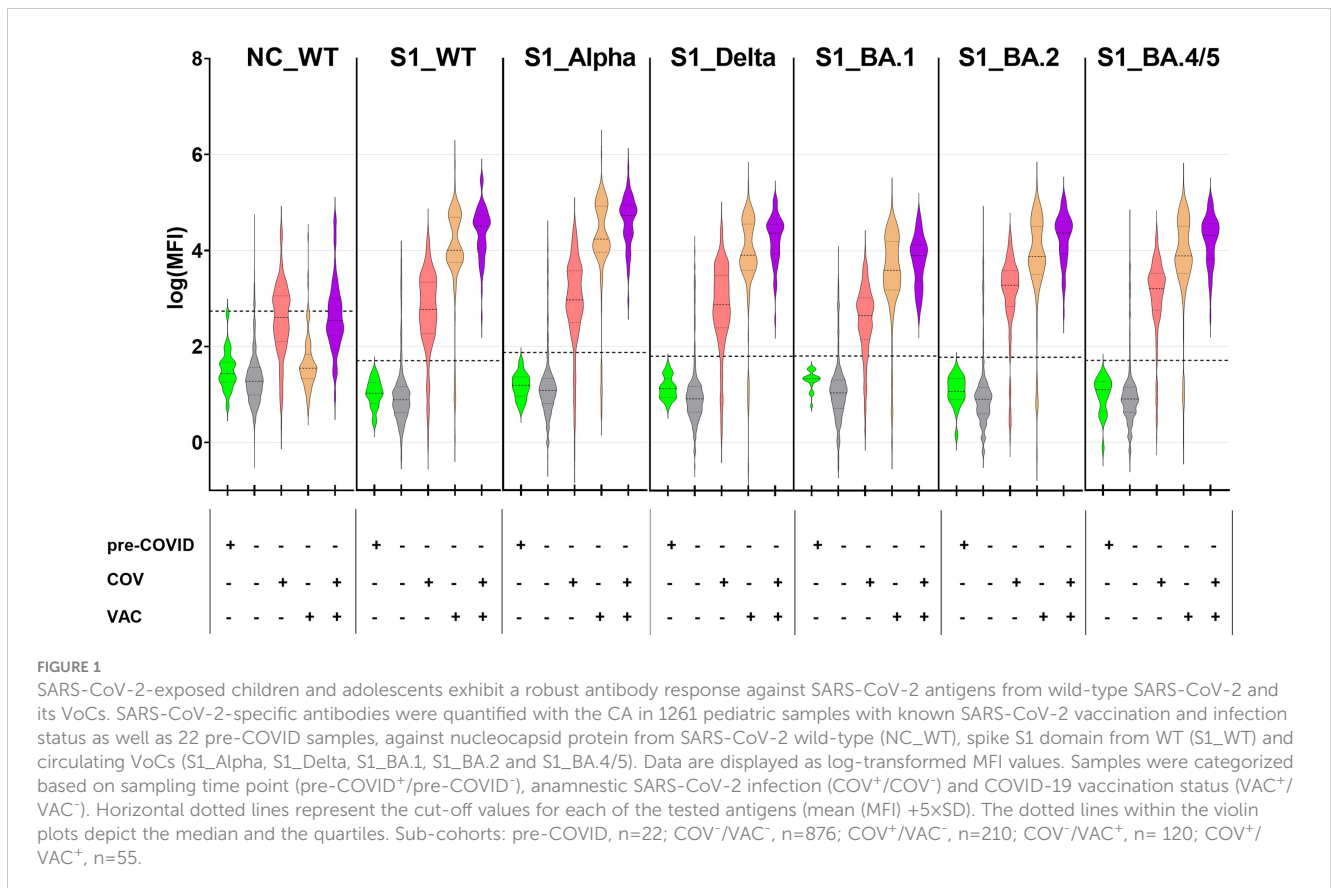 NC_WT S1_WT S1_Alpha S1_Delta S1_BA.1 S1_BA.2 S1_BA.4/5
8
6
4
2
0
log(MFI)
pre-COVID + - - - - + - - - - + - - - - + - - - - + - - - - + - - - - + - - - -
COV - - + - + - - + - + - - + - + - - + - + - - + - + - - + - + - - + - +
VAC - - - + + - - - + + - - - + + - - - + + - - - + + - - - + + - - - + +
FIGURE 1
SARS-CoV-2-exposed children and adolescents exhibit a robust antibody response against SARS-CoV-2 antigens from wild-type SARS-CoV-2 and
its VoCs. SARS-CoV-2-specific antibodies were quantified with the CA in 1261 pediatric samples with known SARS-CoV-2 vaccination and infection
status as well as 22 pre-COVID samples, against nucleocapsid protein from SARS-CoV-2 wild-type (NC_WT), spike S1 domain from WT (S1_WT) and
circulating VoCs (S1_Alpha, S1_Delta, S1_BA.1, S1_BA.2 and S1_BA.4/5). Data are displayed as log-transformed MFI values. Samples were categorized
based on sampling time point (pre-COVID⁺/pre-COVID⁻), anamnestic SARS-CoV-2 infection (COV⁺/COV⁻) and COVID-19 vaccination status (VAC⁺/
VAC⁻). Horizontal dotted lines represent the cut-off values for each of the tested antigens (mean (MFI) +5×SD). The dotted lines within the violin
plots depict the median and the quartiles. Sub-cohorts: pre-COVID, n=22; COV⁻/VAC⁻, n=876; COV⁺/VAC⁻, n=210; COV⁻/VAC⁺, n= 120; COV⁺/
VAC⁺, n=55.